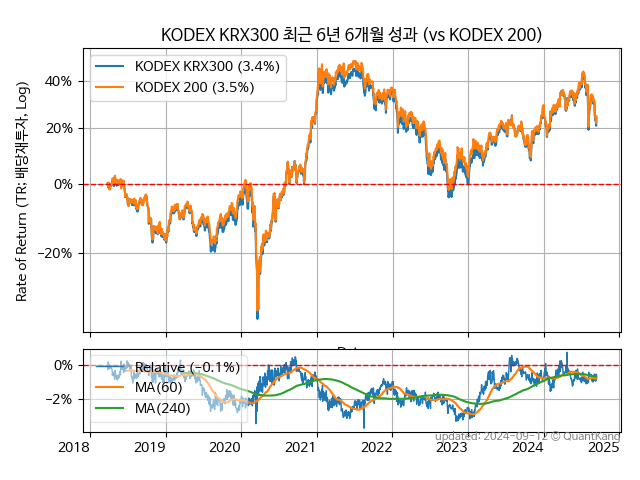 KODEX KRX300 최근 6년 6개월 성과 (vs KODEX 200)
KODEX KRX300 (3.4%)
KODEX 200 (3.5%)
Rate of Return (TR: 배당재투자, Log)
40%
20%
0%
−20%
Relative (−0.1%)
MA(60)
MA(240)
0%
−2%
updated: 2024-09-12 © QuantKang
2018 2019 2020 2021 2022 2023 2024 2025